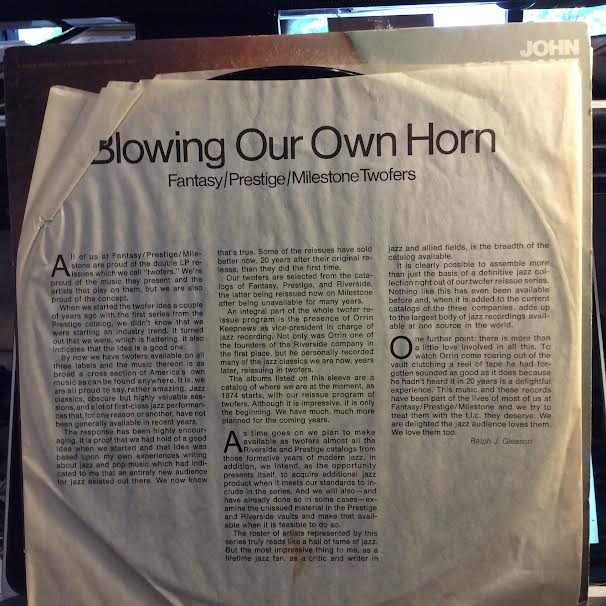 JOHN
Blowing Our Own Horn
Fantasy/Prestige/Milestone Twofers
All of us at Fantasy/Prestige/Mile-
stone are proud of the double LP re-
issues which we call "twofers." We're
proud of the music they present and the
artists that play on them, but we are also
proud of the concept.
When we started the twofer idea a couple
of years ago with the first series from the
Prestige catalog, we didn't know that we
were starting an industry trend. It turned
out that we were, which is flattering. It also
indicates that the idea is a good one.
By now we have twofers available on all
three labels and the music therein is as
broad a cross section of America's own
music as can be found anywhere. It is, we
are all proud to say, rather amazing. Jazz
classics, obscure but highly valuable ses-
sions, and a lot of first-class jazz performan-
ces that, for one reason or another, have not
been generally available in recent years.
The response has been highly encour-
aging. It is proof that we had hold of a good
idea when we started and that idea was
based upon my own experiences writing
about jazz and pop music which had indi-
cated to me that an entirely new audience
for jazz existed out there. We now know
that's true. Some of the reissues have sold
better now, 20 years after their original re-
lease, than they did the first time.
Our twofers are selected from the cata-
logs of Fantasy, Prestige, and Riverside,
the latter being reissued now on Milestone
after being unavailable for many years.
An integral part of the whole twofer re-
issue program is the presence of Orrin
Keepnews as vice-president in charge of
jazz recording. Not only was Orrin one of
the founders of the Riverside company in
the first place, but he personally recorded
many of the jazz classics we are now, years
later, reissuing in twofers.
The albums listed on this sleeve are a
catalog of where we are at the moment, as
1974 starts, with our reissue program of
twofers. Although it is impressive, it is only
the beginning. We have much, much more
planned for the coming years.
As time goes on we plan to make
available as twofers almost all the
Riverside and Prestige catalogs from
those formative years of modern jazz. In
addition, we intend, as the opportunity
presents itself, to acquire additional jazz
product when it meets our standards to in-
clude in the series. And we will also—and
have already done so in some cases—ex-
amine the unissued material in the Prestige
and Riverside vaults and make that avail-
able when it is feasible to do so.
The roster of artists represented by this
series truly reads like a hall of fame of jazz.
But the most impressive thing to me, as a
lifetime jazz fan, as a critic and writer in
jazz and allied fields, is the breadth of the
catalog available.
It is clearly possible to assemble more
than just the basis of a definitive jazz col-
lection right out of our twofer reissue series.
Nothing like this has even been available
before and, when it is added to the current
catalogs of the three companies, adds up
to the largest body of jazz recordings avail-
able at one source in the world.
One further point: there is more than
a little love involved in all this. To
watch Orrin come roaring out of the
vault clutching a reel of tape he had for-
gotten sounded as good as it does because
he hadn't heard it in 20 years is a delightful
experience. This music and these records
have been part of the lives of most of us at
Fantasy/Prestige/Milestone and we try to
treat them with the t.l.c. they deserve. We
are delighted the jazz audience loves them.
We love them too.
Ralph J. Gleason